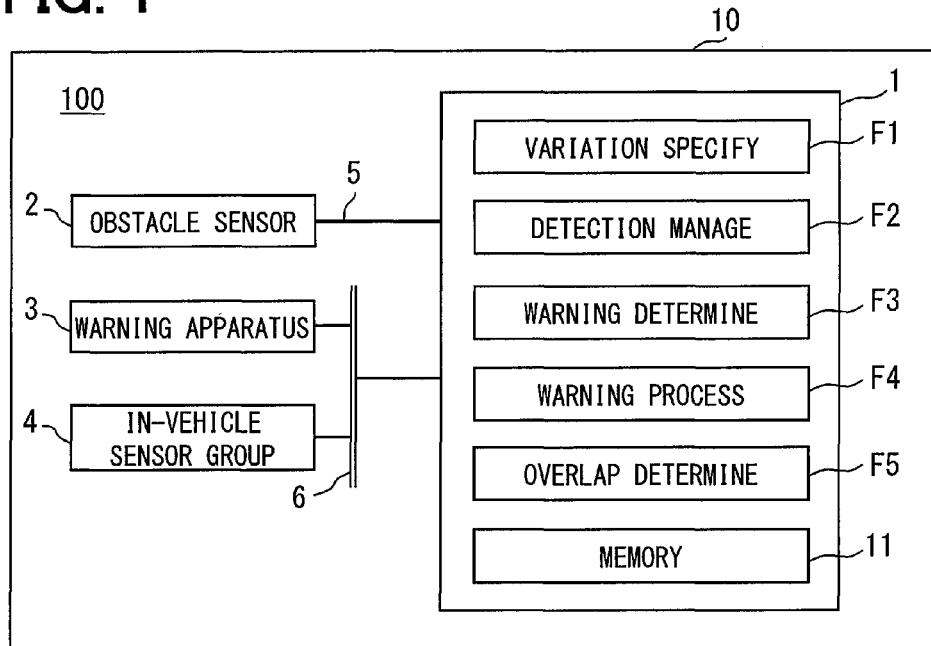 10
100
1
VARIATION SPECIFY
F1
2
OBSTACLE SENSOR
5
DETECTION MANAGE
F2
3
WARNING APPARATUS
WARNING DETERMINE
F3
WARNING PROCESS
F4
4
IN-VEHICLE
SENSOR GROUP
6
OVERLAP DETERMINE
F5
MEMORY
11